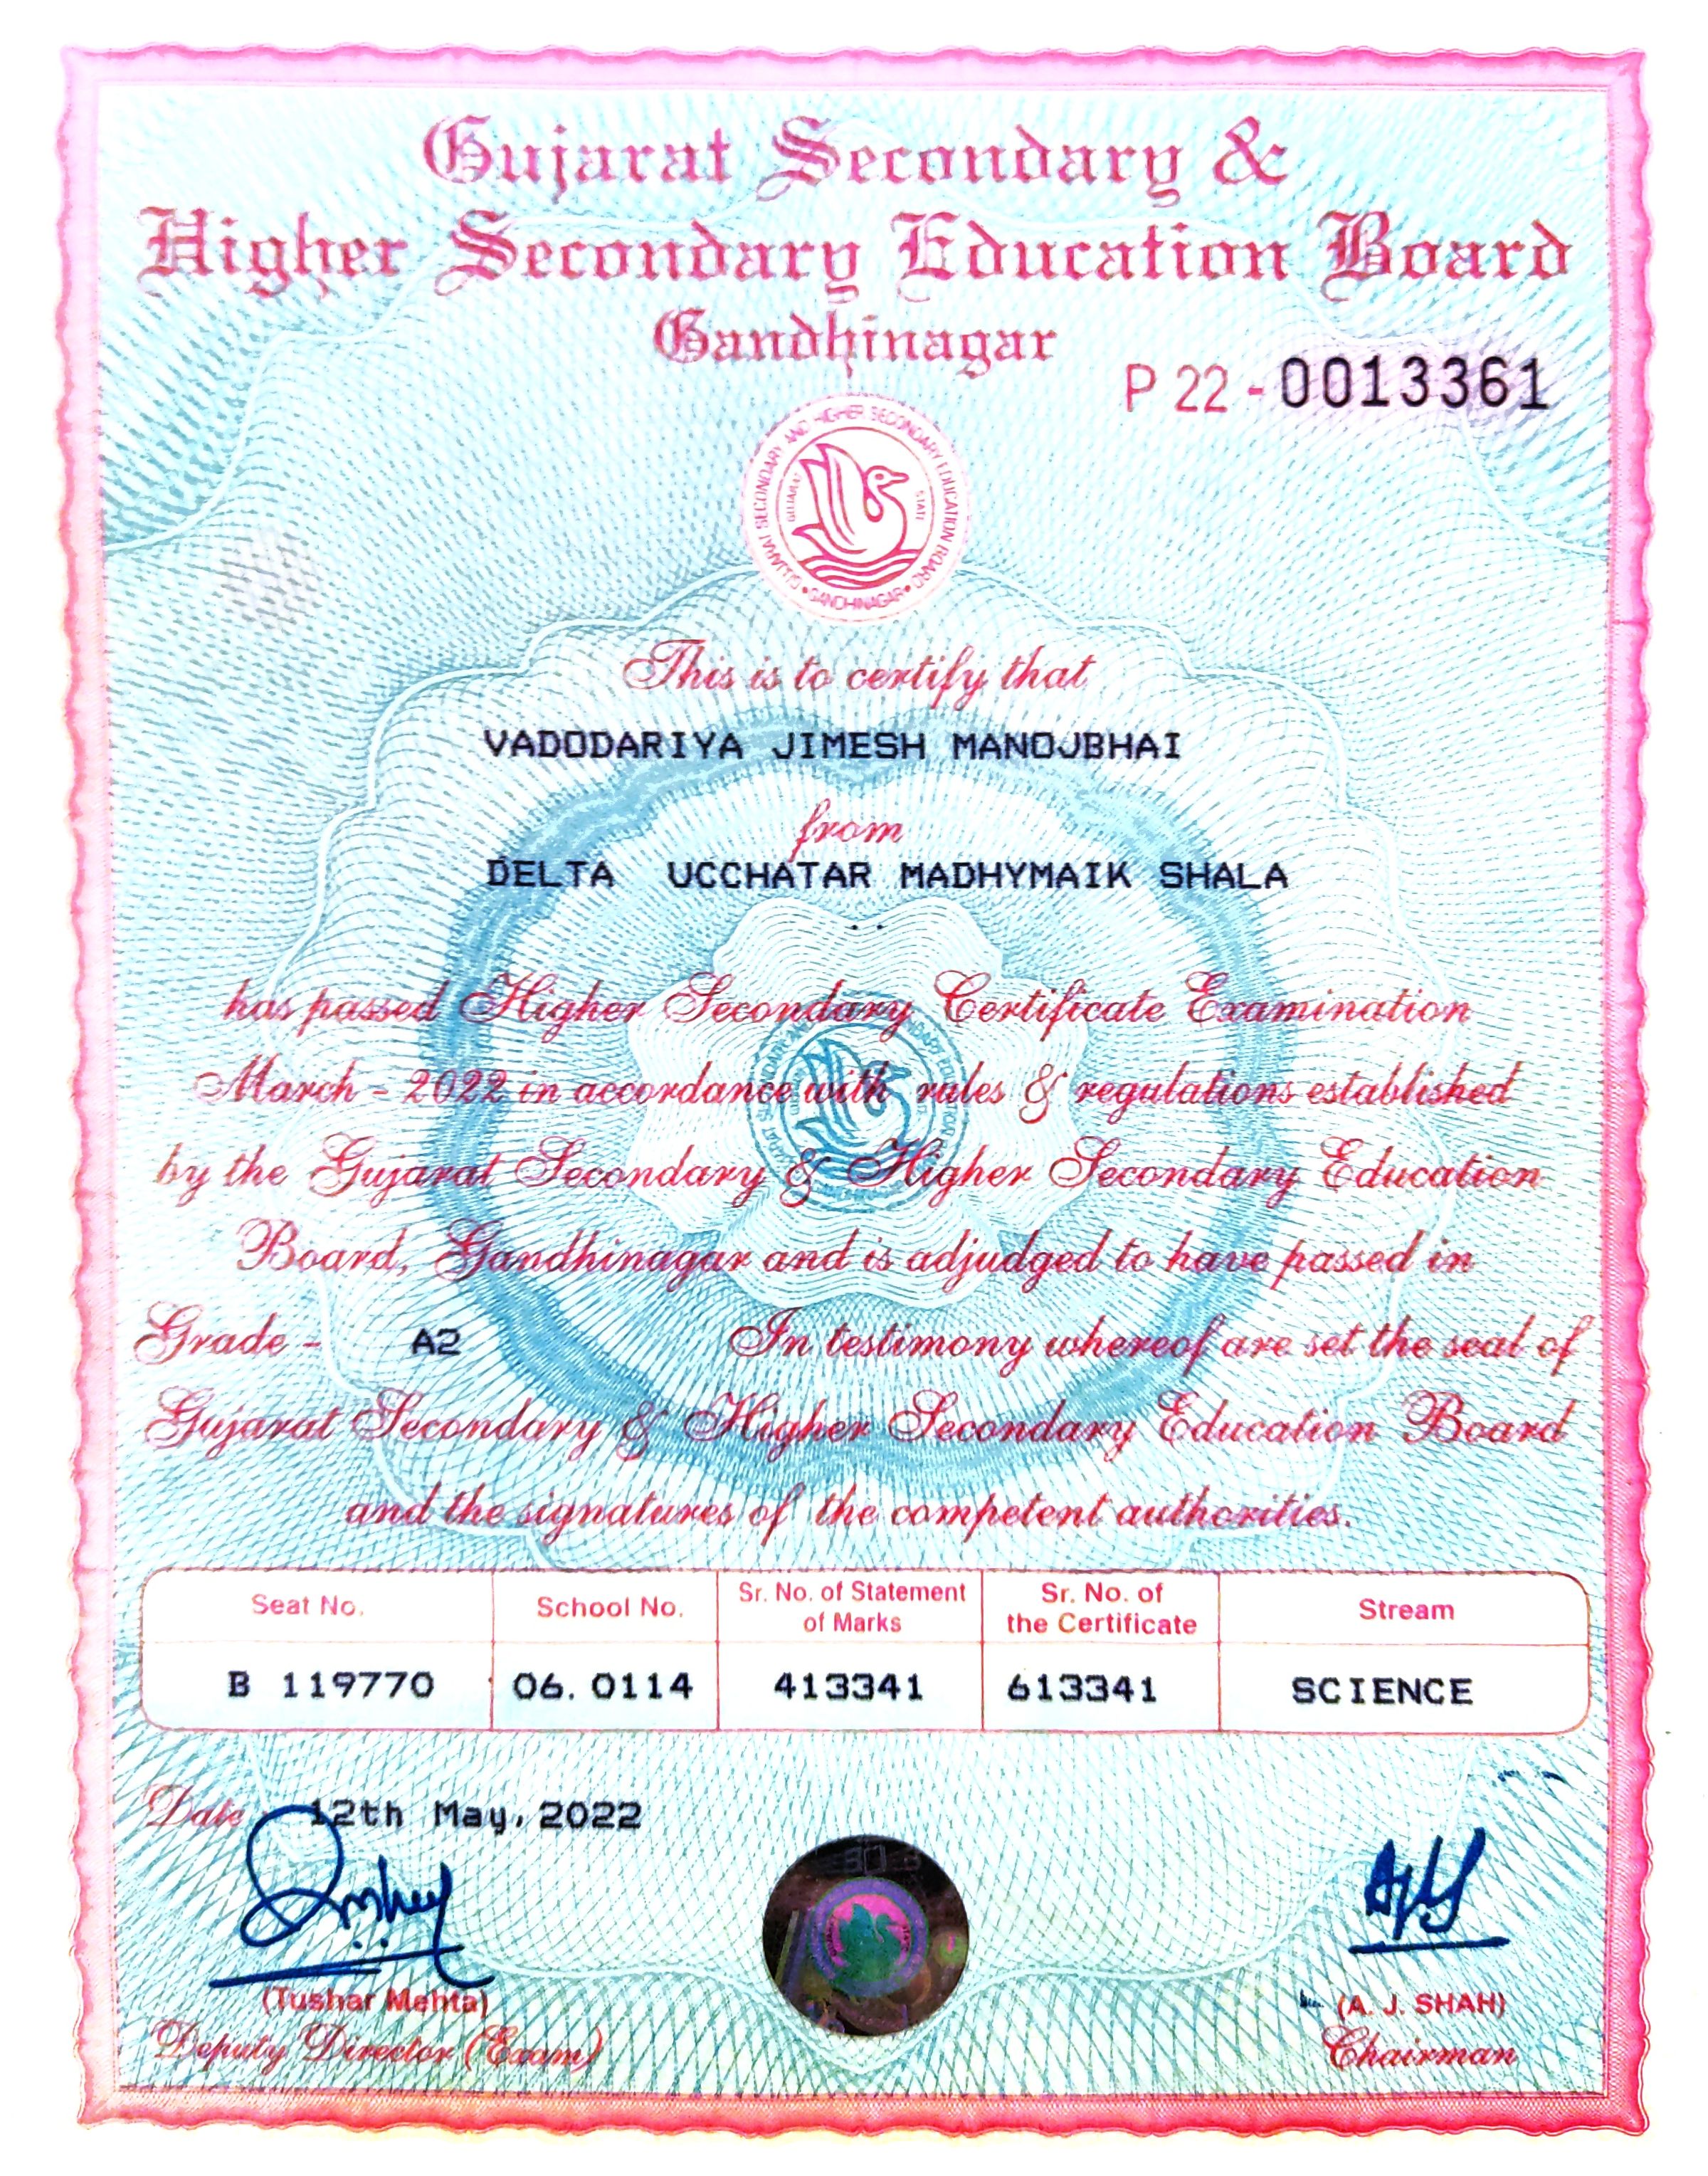 Gujarat Secondary &
Higher Secondary Education Board
Gandhinagar
P 22 - 0013361
GUJARAT SECONDARY AND HIGHER SECONDARY EDUCATION BOARD
GUJARAT STATE
• GANDHINAGAR •
This is to certify that
VADODARIYA JIMESH MANOJBHAI
from
DELTA UCCHATAR MADHYMAIK SHALA
..
has passed Higher Secondary Certificate Examination
March - 2022 in accordance with rules & regulations established
by the Gujarat Secondary & Higher Secondary Education
Board, Gandhinagar and is adjudged to have passed in
Grade - A2 In testimony whereof are set the seal of
Gujarat Secondary & Higher Secondary Education Board
and the signatures of the competent authorities.
Seat No. School No. Sr. No. of Statement of Marks Sr. No. of the Certificate Stream
B 119770 06.0114 413341 613341 SCIENCE
Date 12th May, 2022
(Tushar Mehta) (A. J. SHAH)
Deputy Director (Exam) Chairman